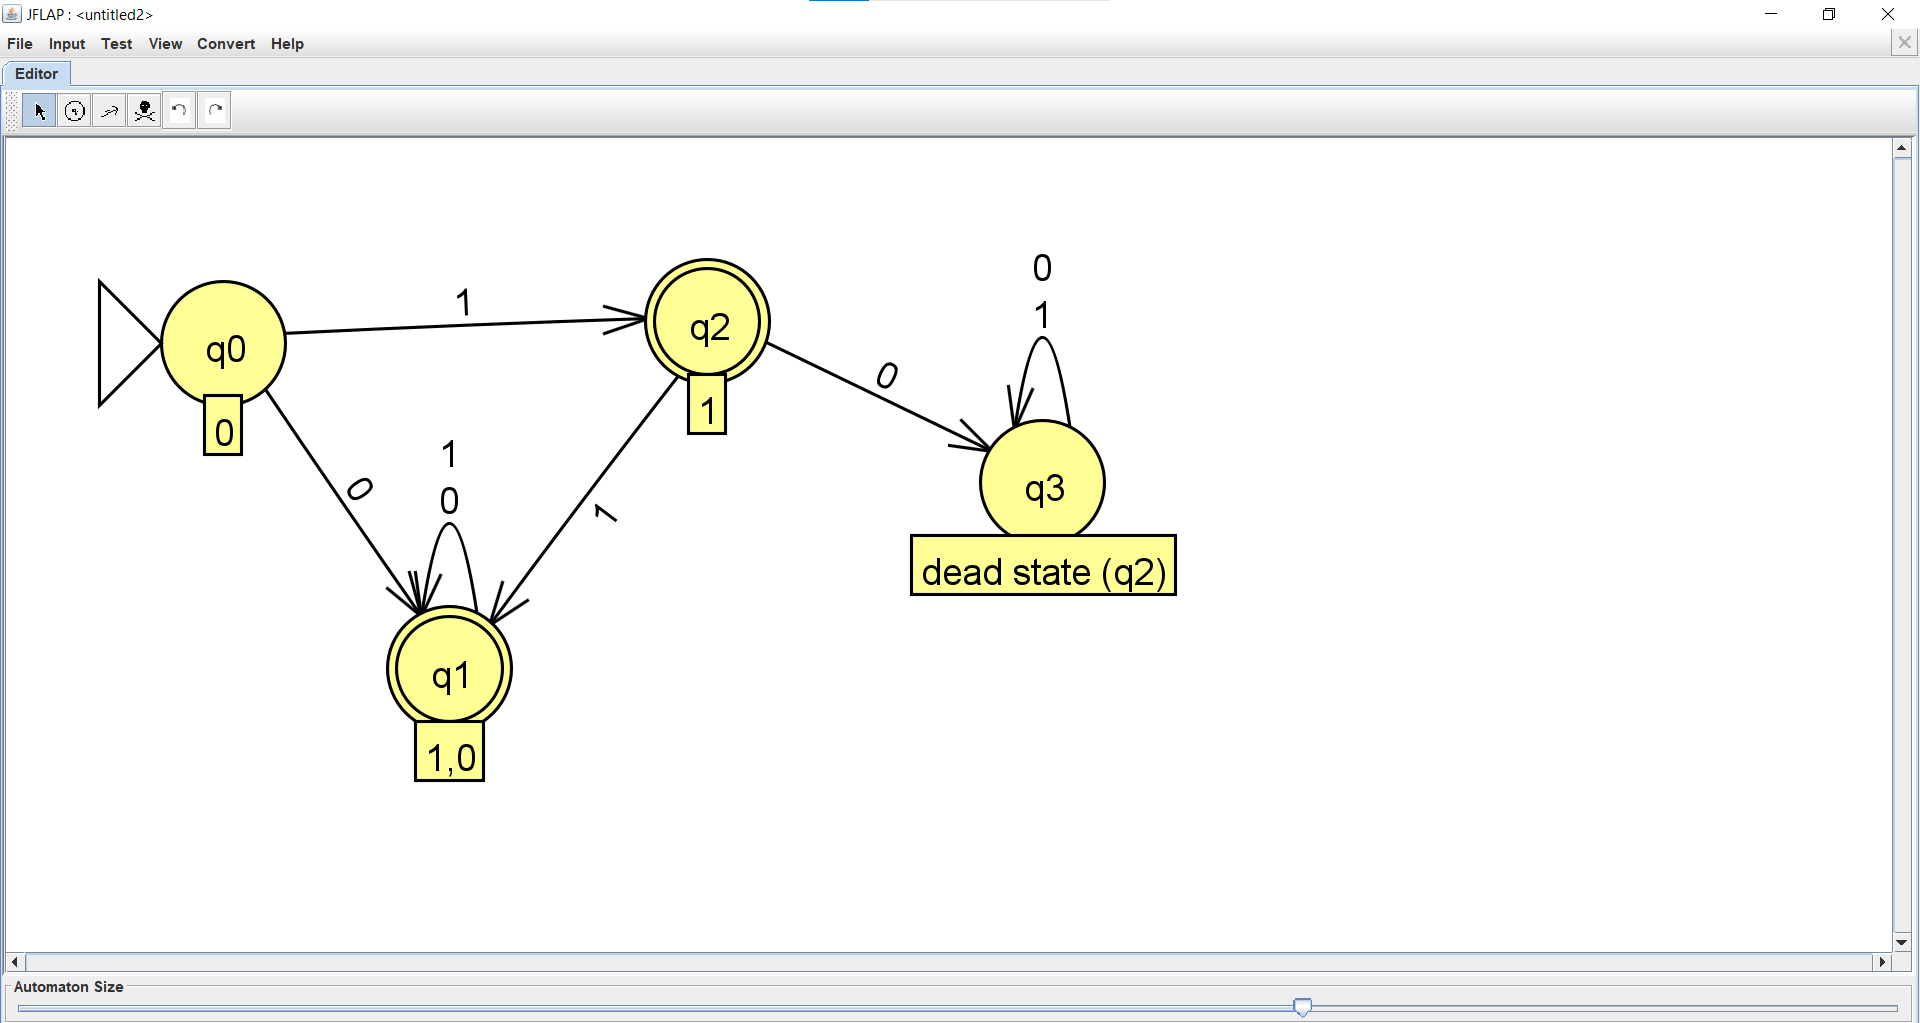 JFLAP : <untitled2>
File Input Test View Convert Help
Editor
0
1
1
q2
q0
0
1
0
1
0
0
q3
1
dead state (q2)
q1
1,0
Automaton Size